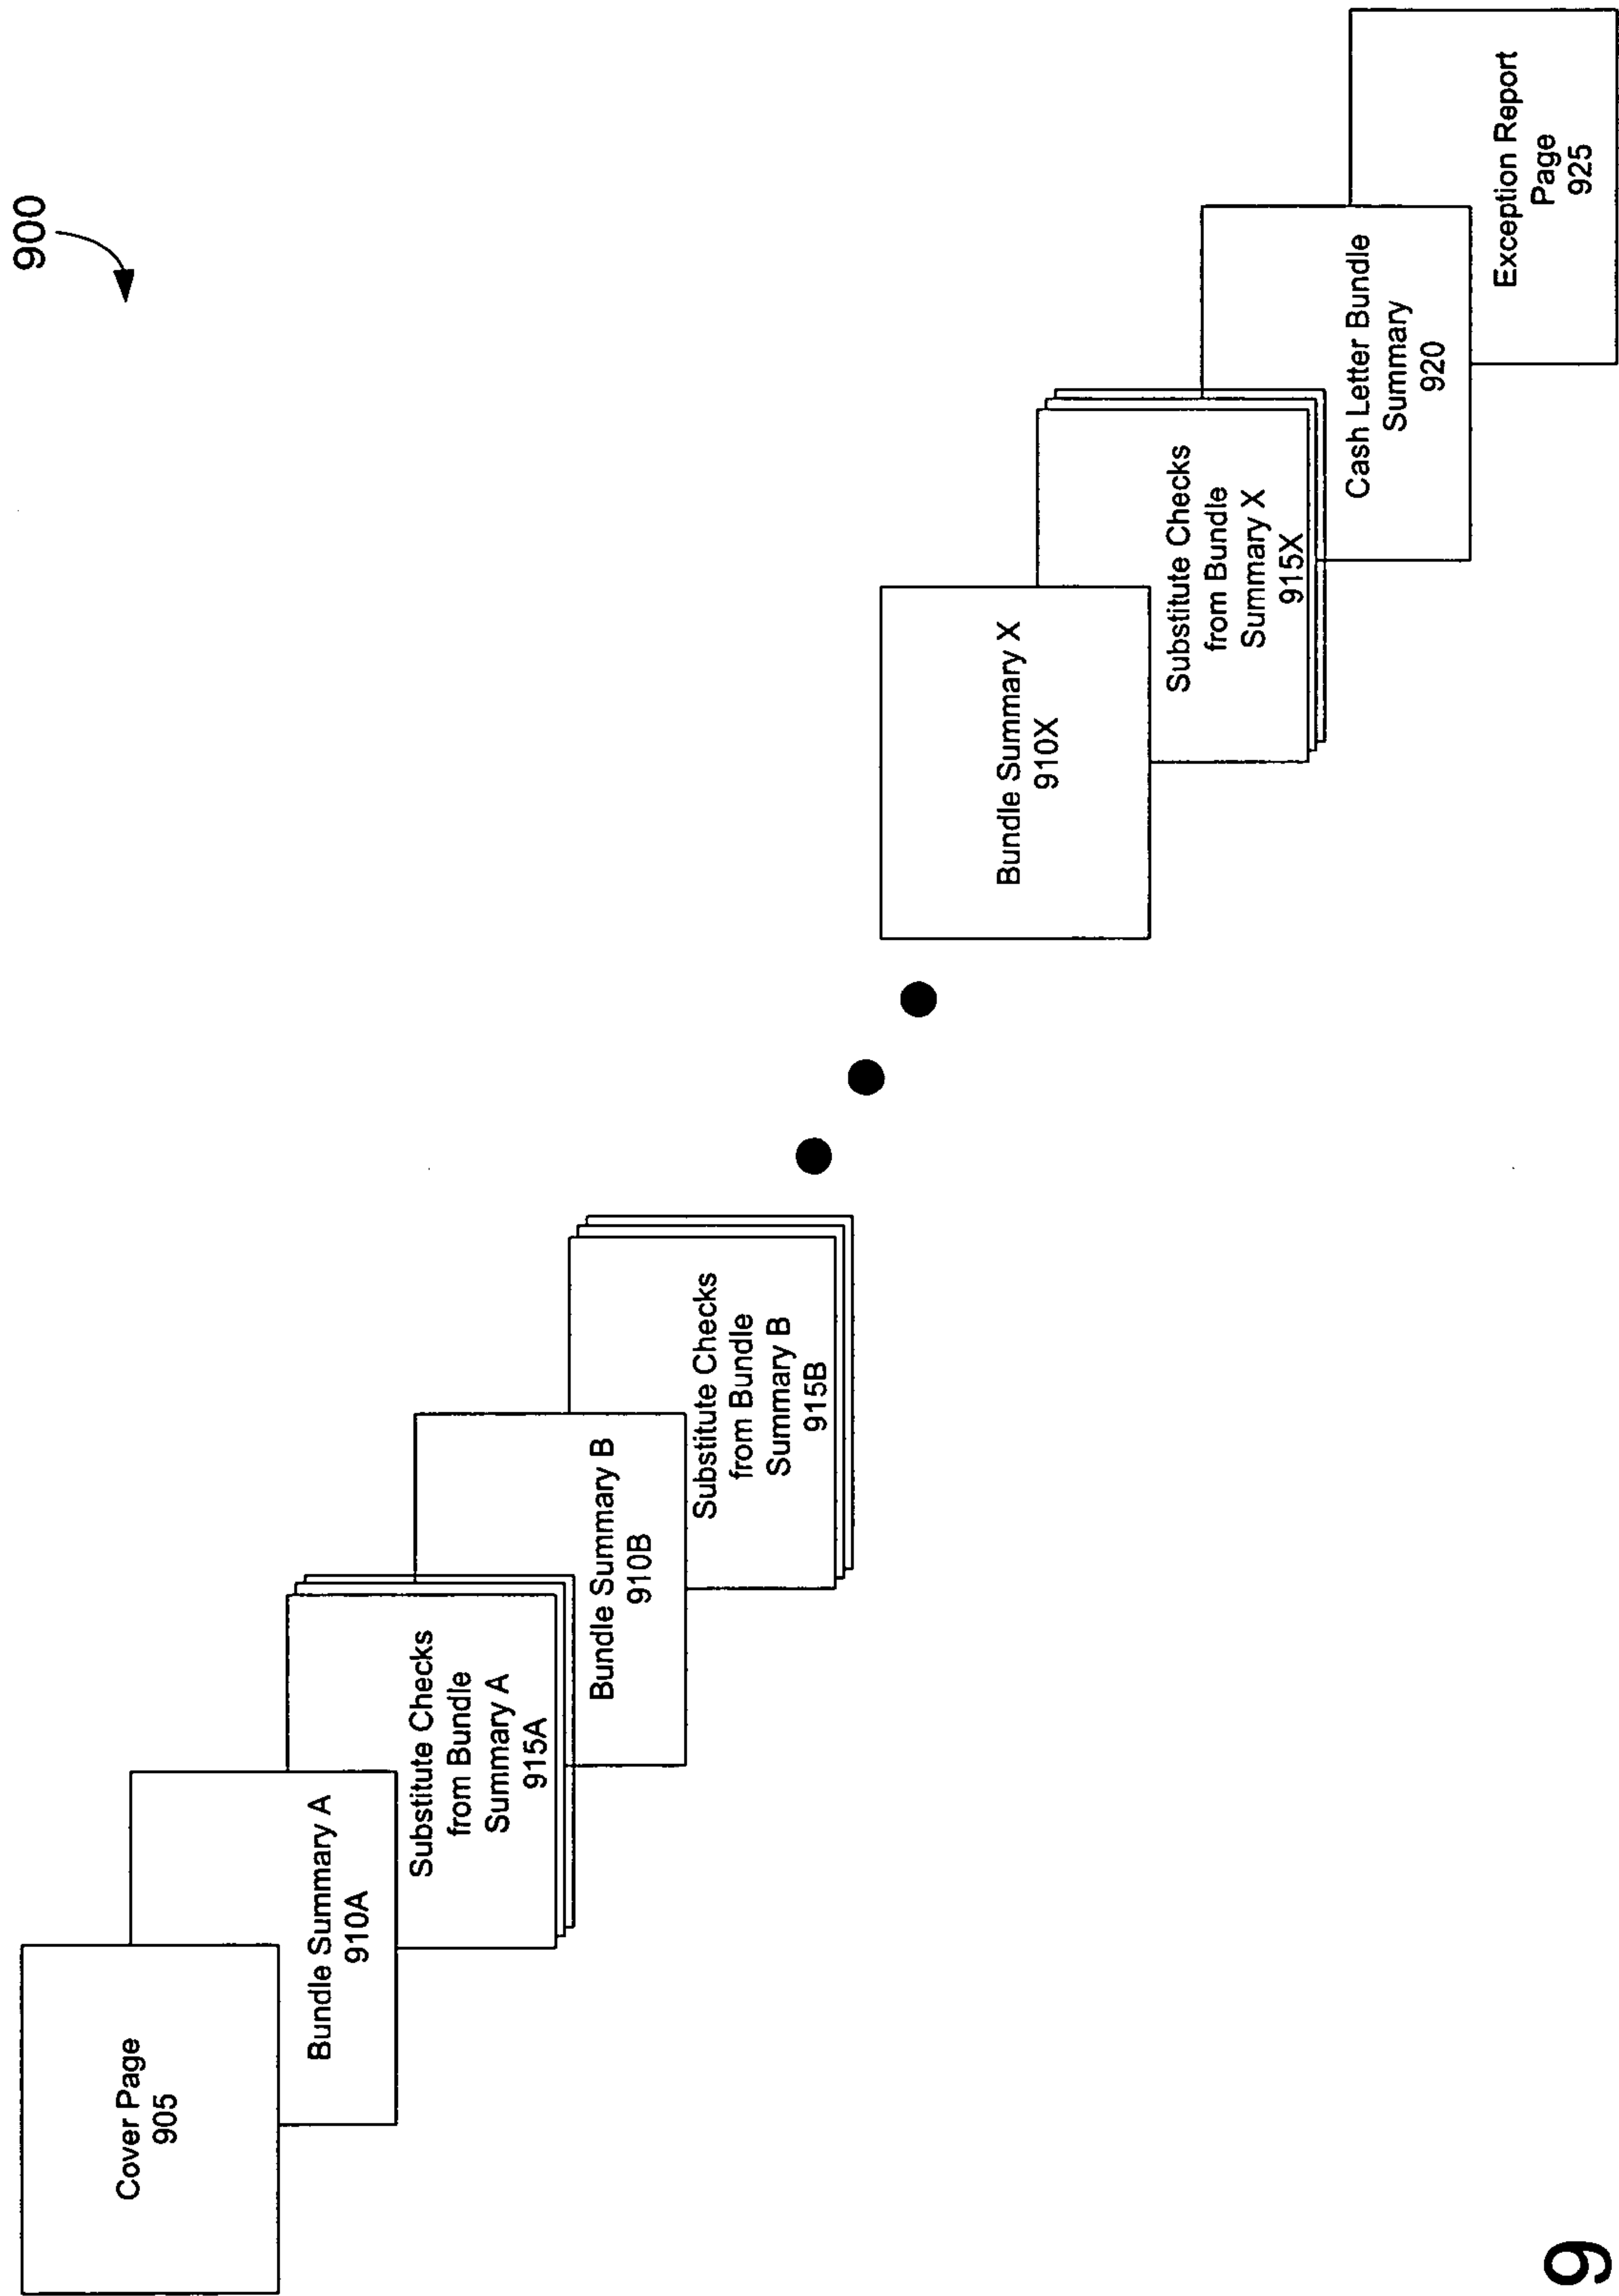 900
Cover Page
905
Bundle Summary A
910A
Substitute Checks
from Bundle
Summary A
915A
Bundle Summary B
910B
Substitute Checks
from Bundle
Summary B
915B
Bundle Summary X
910X
Substitute Checks
from Bundle
Summary X
915X
Cash Letter Bundle
Summary
920
Exception Report
Page
925
9